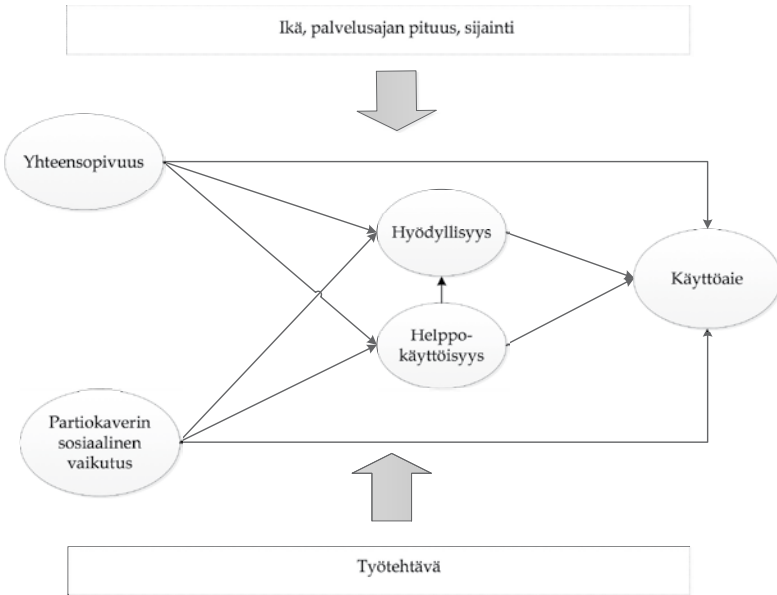 Ikä, palvelusajan pituus, sijainti
Yhteensopivuus
Hyödyllisyys
Käyttöaie
Helppo-
käyttöisyys
Partiokaverin
sosiaalinen
vaikutus
Työtehtävä